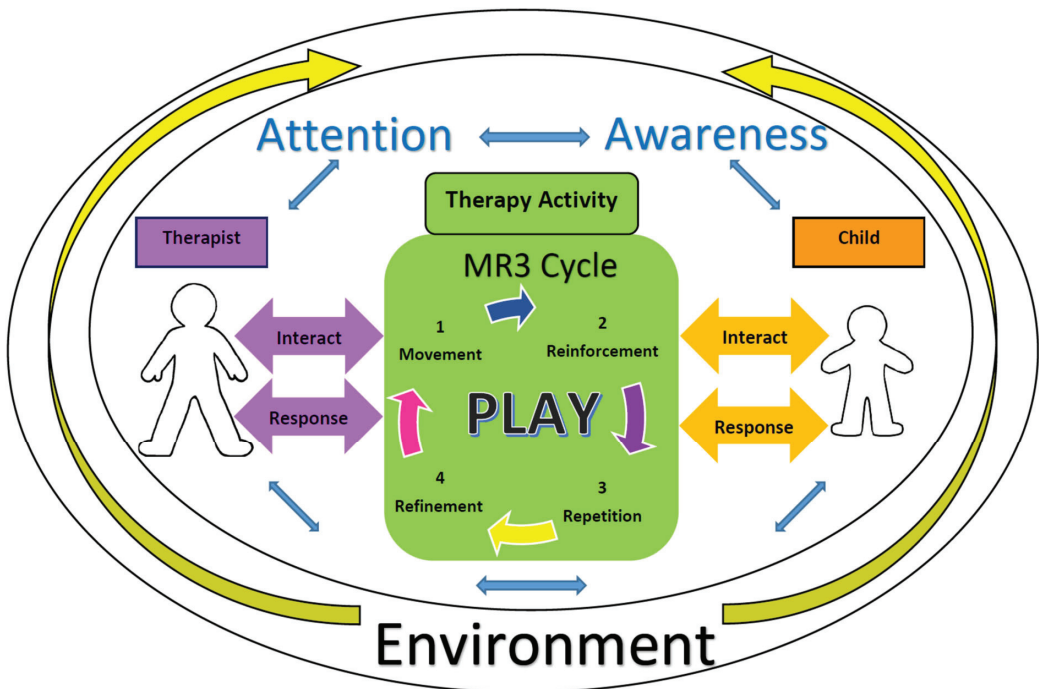 Attention
Awareness
Therapy Activity
Therapist
Child
MR3 Cycle
1
Movement
2
Reinforcement
Interact
Response
PLAY
Interact
Response
4
Refinement
3
Repetition
Environment